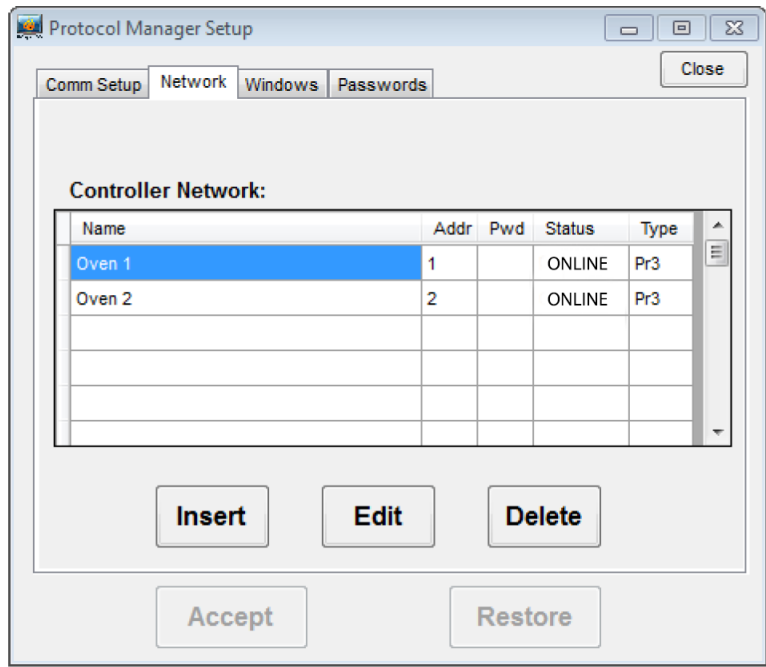 Protocol Manager Setup
Close
Comm Setup Network Windows Passwords
Controller Network:
Name Addr Pwd Status Type
Oven 1 1 ONLINE Pr3
Oven 2 2 ONLINE Pr3
Insert Edit Delete
Accept Restore